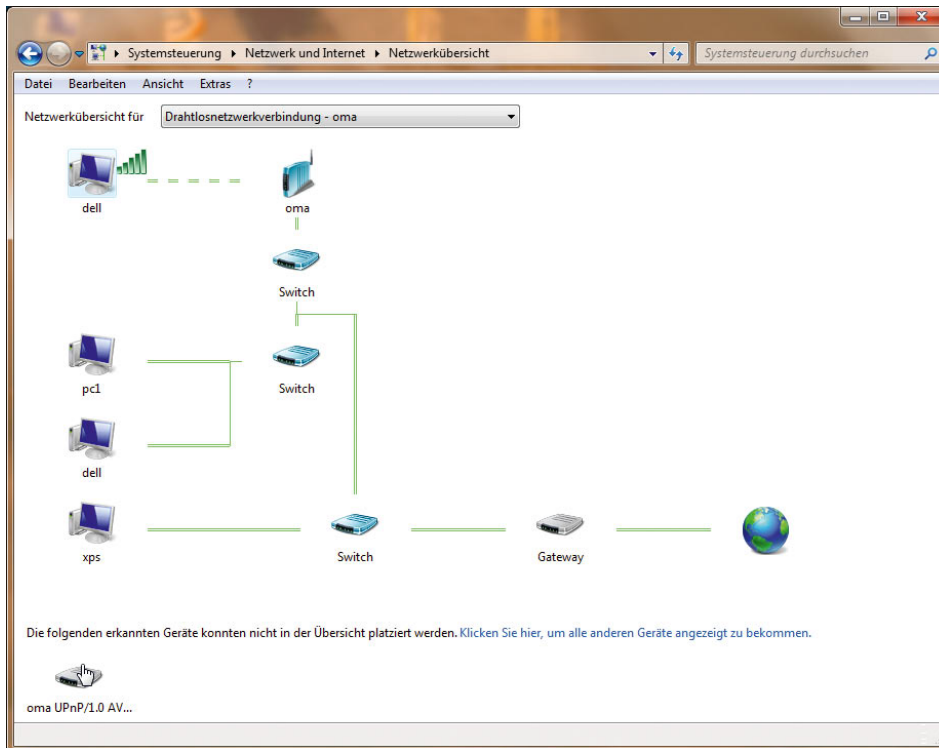 Systemsteuerung Netzwerk und Internet Netzwerkübersicht Systemsteuerung durchsuchen
Datei Bearbeiten Ansicht Extras ?
Netzwerkübersicht für Drahtlosnetzwerkverbindung - oma
dell oma
Switch
pc1 Switch
dell
xps Switch Gateway
Die folgenden erkannten Geräte konnten nicht in der Übersicht platziert werden. Klicken Sie hier, um alle anderen Geräte angezeigt zu bekommen.
oma UPnP/1.0 AV...